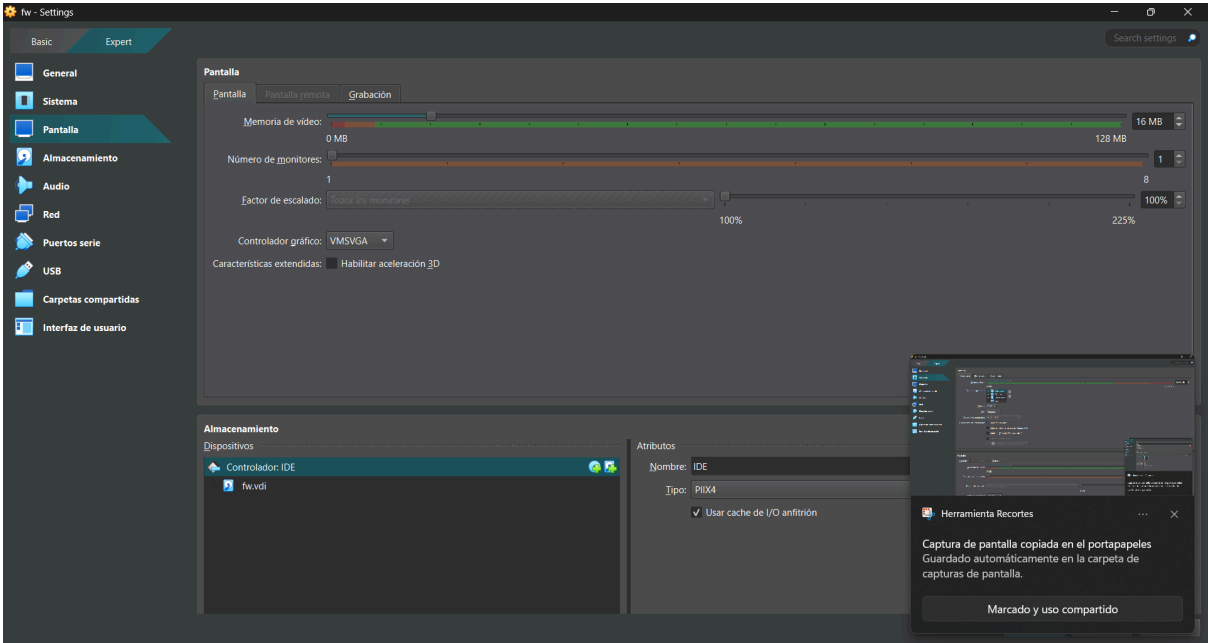 fw - Settings
Basic
Expert
Search settings
General
Sistema
Pantalla
Almacenamiento
Audio
Red
Puertos serie
USB
Carpetas compartidas
Interfaz de usuario
Pantalla
Pantalla
Pantalla remota
Grabación
Memoria de vídeo:
16 MB
0 MB
128 MB
Número de monitores:
1
1
8
Factor de escalado:
Todos los monitores
100%
100%
225%
Controlador gráfico:
VMSVGA
Características extendidas:
Habilitar aceleración 3D
Almacenamiento
Dispositivos
Controlador: IDE
fw.vdi
Atributos
Nombre:
IDE
Tipo:
PIIX4
Usar cache de I/O anfitrión
Herramienta Recortes
Captura de pantalla copiada en el portapapeles
Guardado automáticamente en la carpeta de
capturas de pantalla.
Marcado y uso compartido